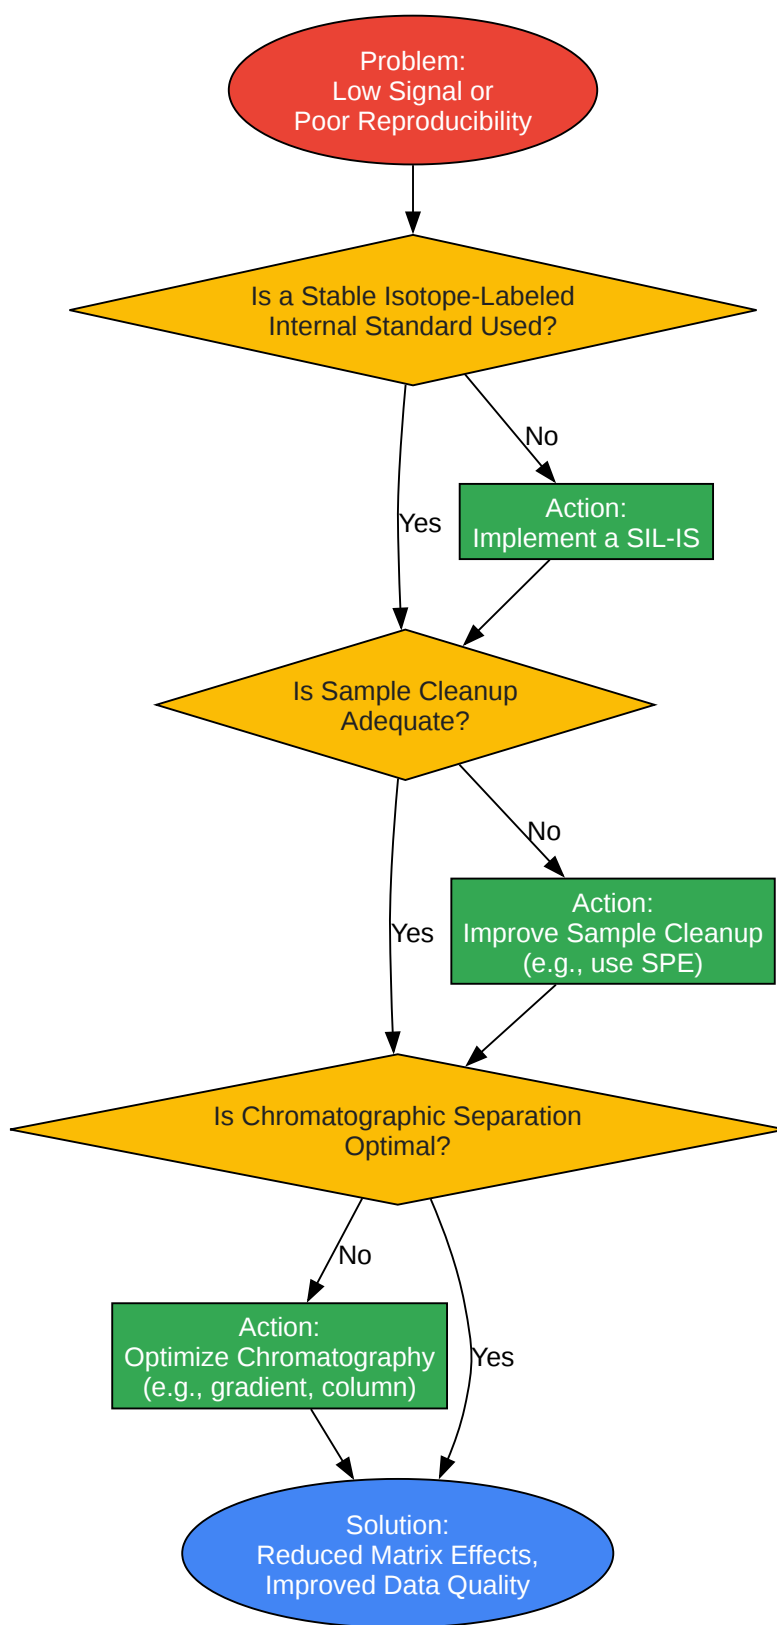 Problem:
Low Signal or
Poor Reproducibility
Is a Stable Isotope-Labeled
Internal Standard Used?
No
Yes
Action:
Implement a SIL-IS
Is Sample Cleanup
Adequate?
No
Yes
Action:
Improve Sample Cleanup
(e.g., use SPE)
Is Chromatographic Separation
Optimal?
No
Yes
Action:
Optimize Chromatography
(e.g., gradient, column)
Solution:
Reduced Matrix Effects,
Improved Data Quality